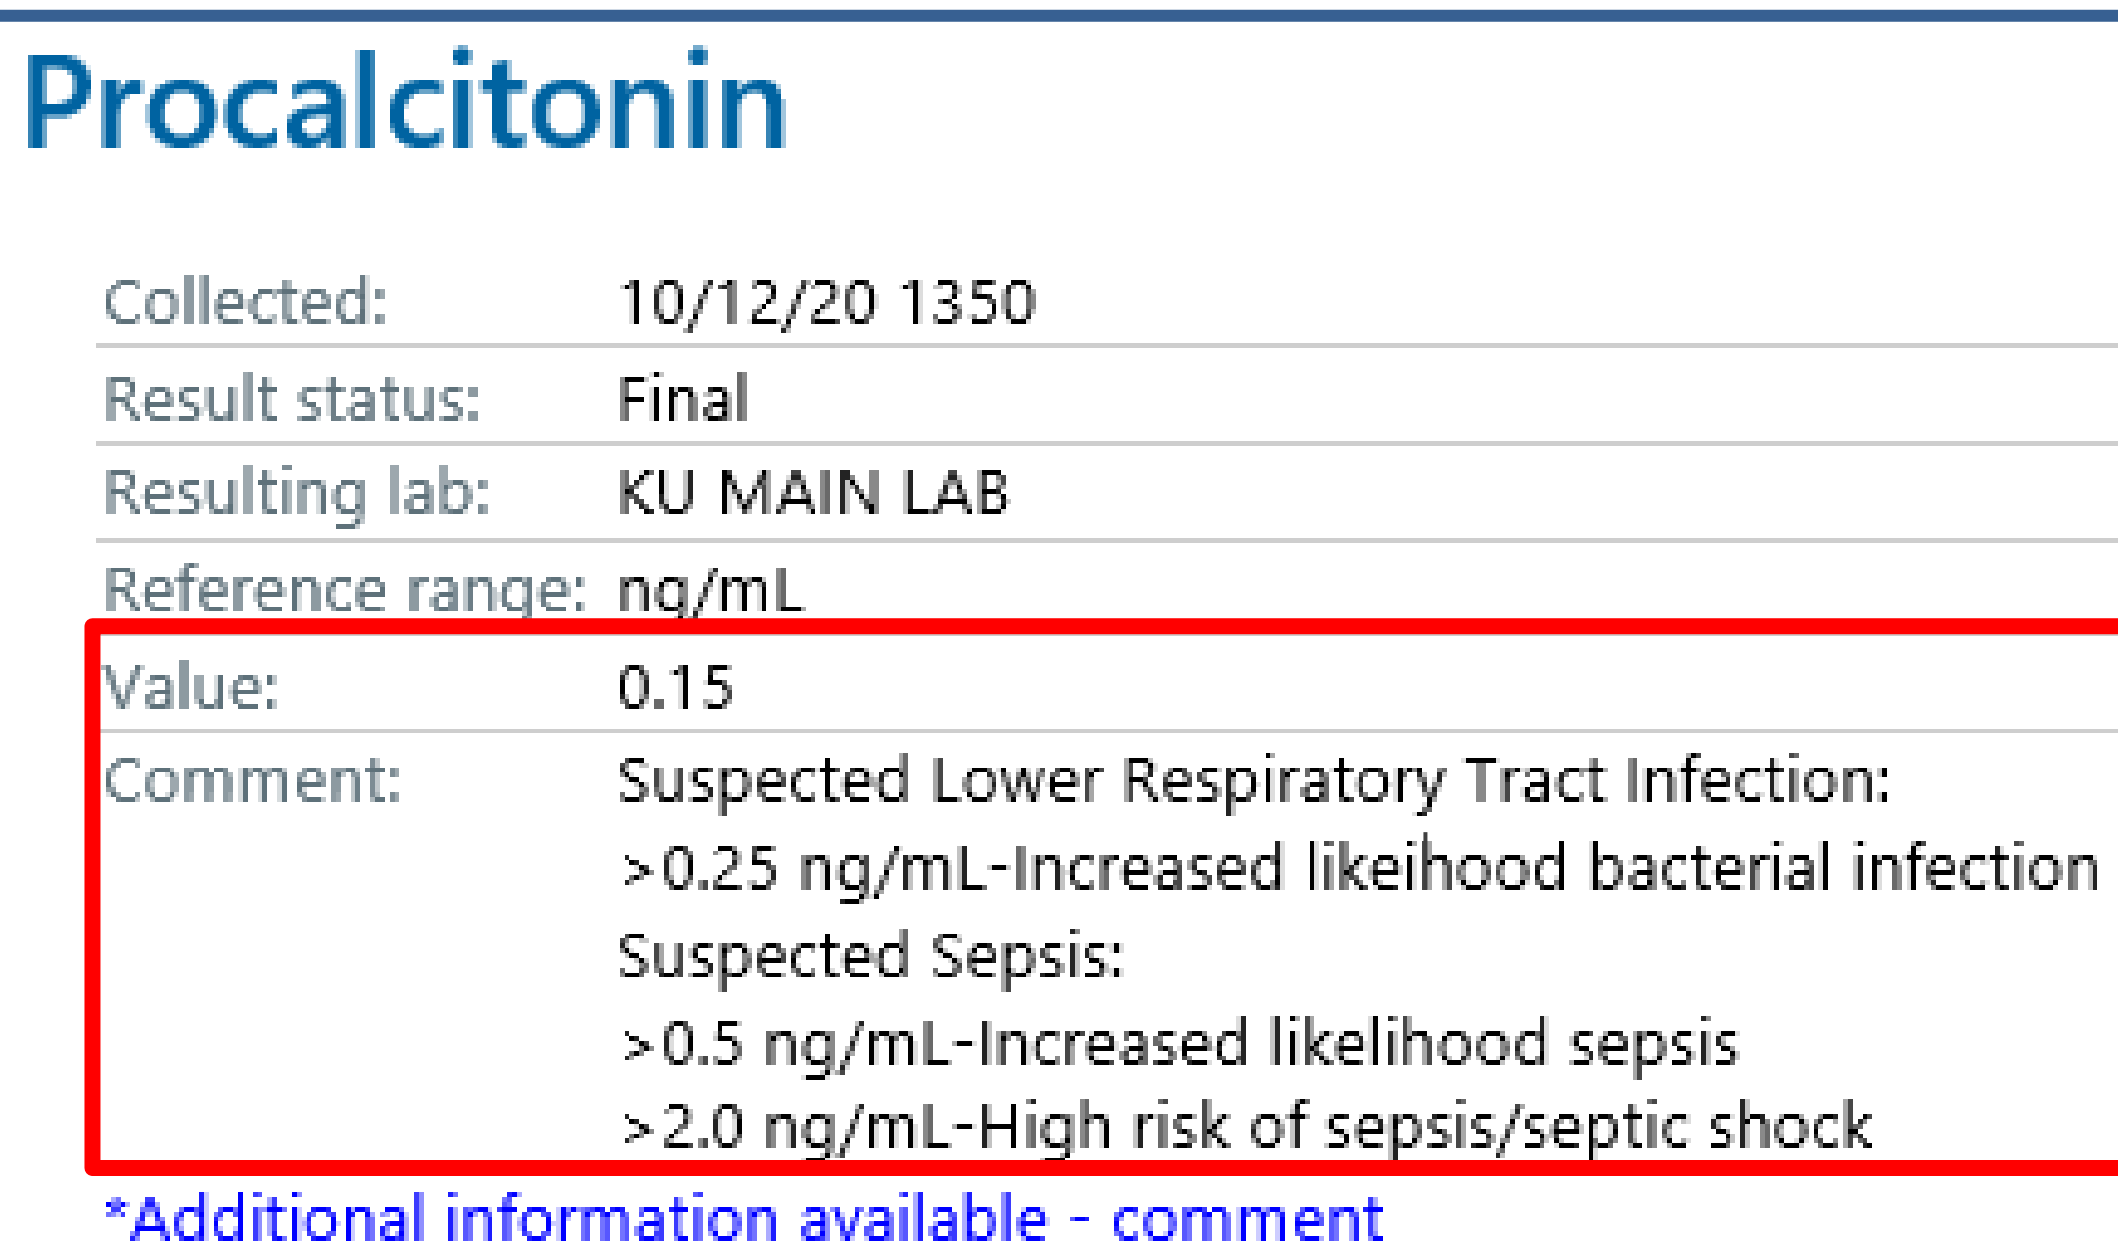 Procalcitonin
Collected: 10/12/20 1350
Result status: Final
Resulting lab: KU MAIN LAB
Reference range: ng/mL
Value: 0.15
Comment: Suspected Lower Respiratory Tract Infection:
>0.25 ng/mL-Increased likeihood bacterial infection
Suspected Sepsis:
>0.5 ng/mL-Increased likelihood sepsis
>2.0 ng/mL-High risk of sepsis/septic shock
*Additional information available - comment